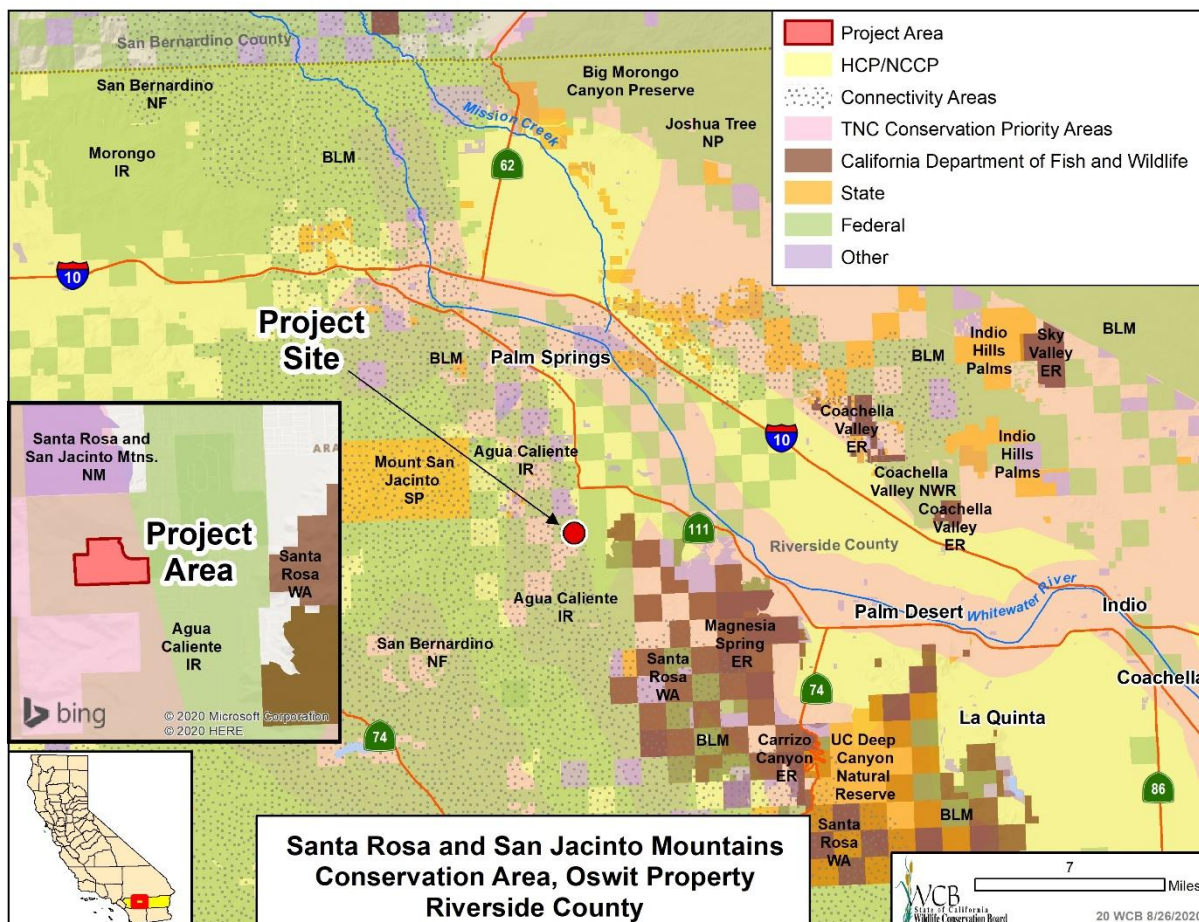 San Bernardino County
San Bernardino
NF
Big Morongo
Canyon Preserve
Mission Creek
Joshua Tree
NP
Morongo
IR
BLM
62
10
Project Area
HCP/NCCP
Connectivity Areas
TNC Conservation Priority Areas
California Department of Fish and Wildlife
State
Federal
Other
Project
Site
BLM
Palm Springs
Indio
Hills
Palms
Sky
Valley
ER
BLM
BLM
Coachella
Valley
ER
10
Indio
Hills
Palms
Coachella
Valley NWR
Coachella
Valley
ER
Mount San
Jacinto
SP
Agua Caliente
IR
111
Riverside County
Whitewater River
Palm Desert
Indio
Coachella
Agua Caliente
IR
San Bernardino
NF
Magnesia
Spring
ER
Santa
Rosa
WA
74
La Quinta
74
BLM
Carrizo
Canyon
ER
UC Deep
Canyon
Natural
Reserve
BLM
86
Santa
Rosa
WA
Santa Rosa and
San Jacinto Mtns.
NM
ARA
Project
Area
Santa
Rosa
WA
Agua
Caliente
IR
bing
© 2020 Microsoft Corporation
© 2020 HERE
Santa Rosa and San Jacinto Mountains
Conservation Area, Oswit Property
Riverside County
WCB
State of California
Wildlife Conservation Board
7
Miles
20 WCB 8/26/2020